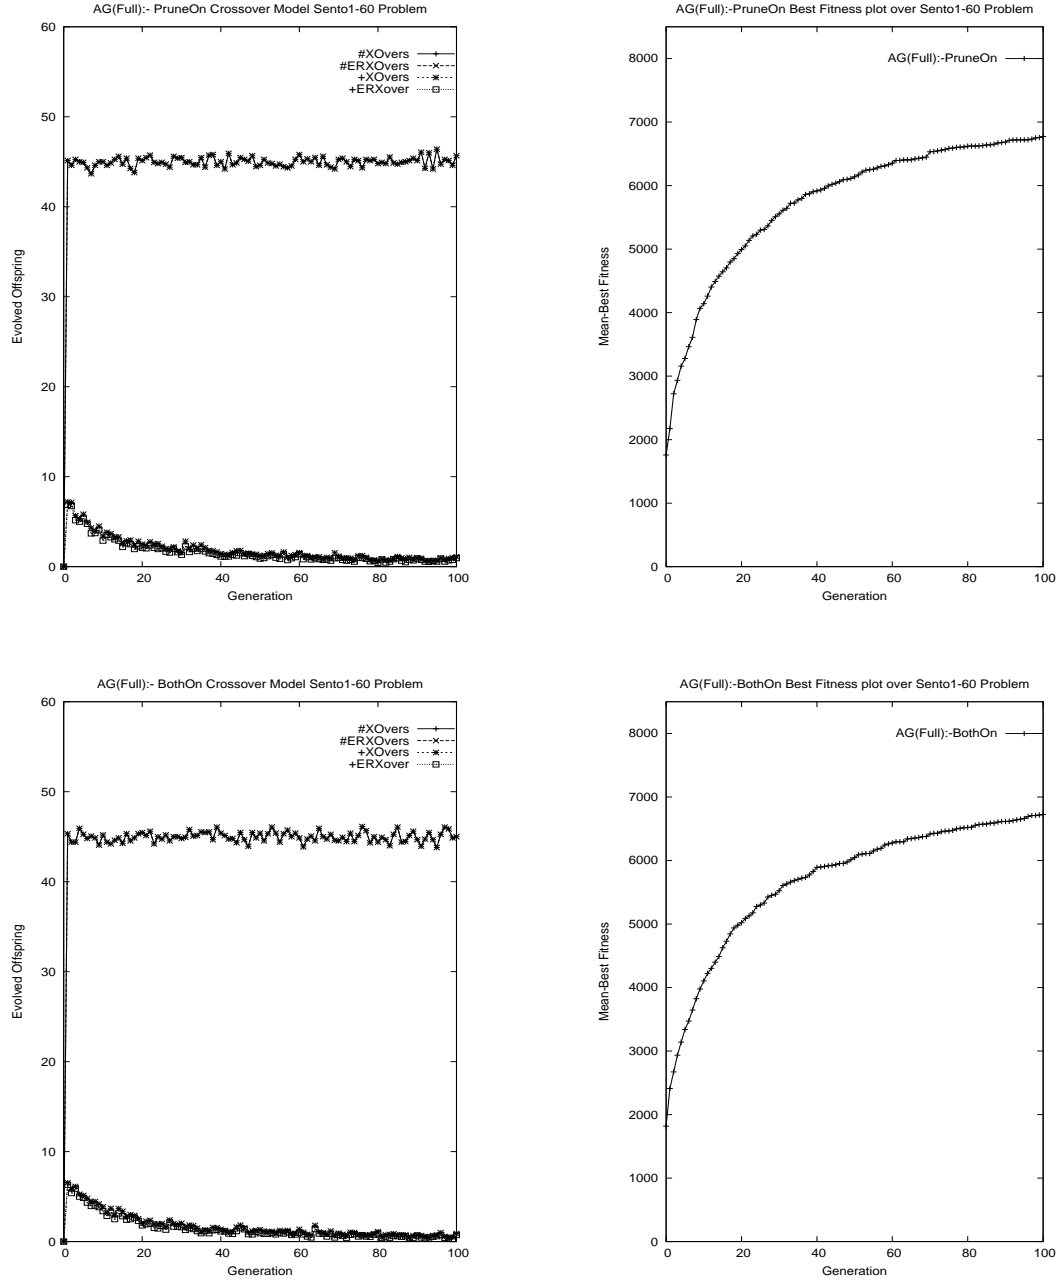 AG(Full):- PruneOn Crossover Model Sento1-60 Problem
60
50
40
30
20
10
0
Evolved Offspring
#XOvers
#ERXOvers
+XOvers
+ERXover
0
20
40
60
80
100
Generation
AG(Full):-PruneOn Best Fitness plot over Sento1-60 Problem
8000
7000
6000
5000
4000
3000
2000
1000
0
Mean-Best Fitness
AG(Full):-PruneOn
0
20
40
60
80
100
Generation
AG(Full):- BothOn Crossover Model Sento1-60 Problem
60
50
40
30
20
10
0
Evolved Offspring
#XOvers
#ERXOvers
+XOvers
+ERXover
0
20
40
60
80
100
Generation
AG(Full):-BothOn Best Fitness plot over Sento1-60 Problem
8000
7000
6000
5000
4000
3000
2000
1000
0
Mean-Best Fitness
AG(Full):-BothOn
0
20
40
60
80
100
Generation